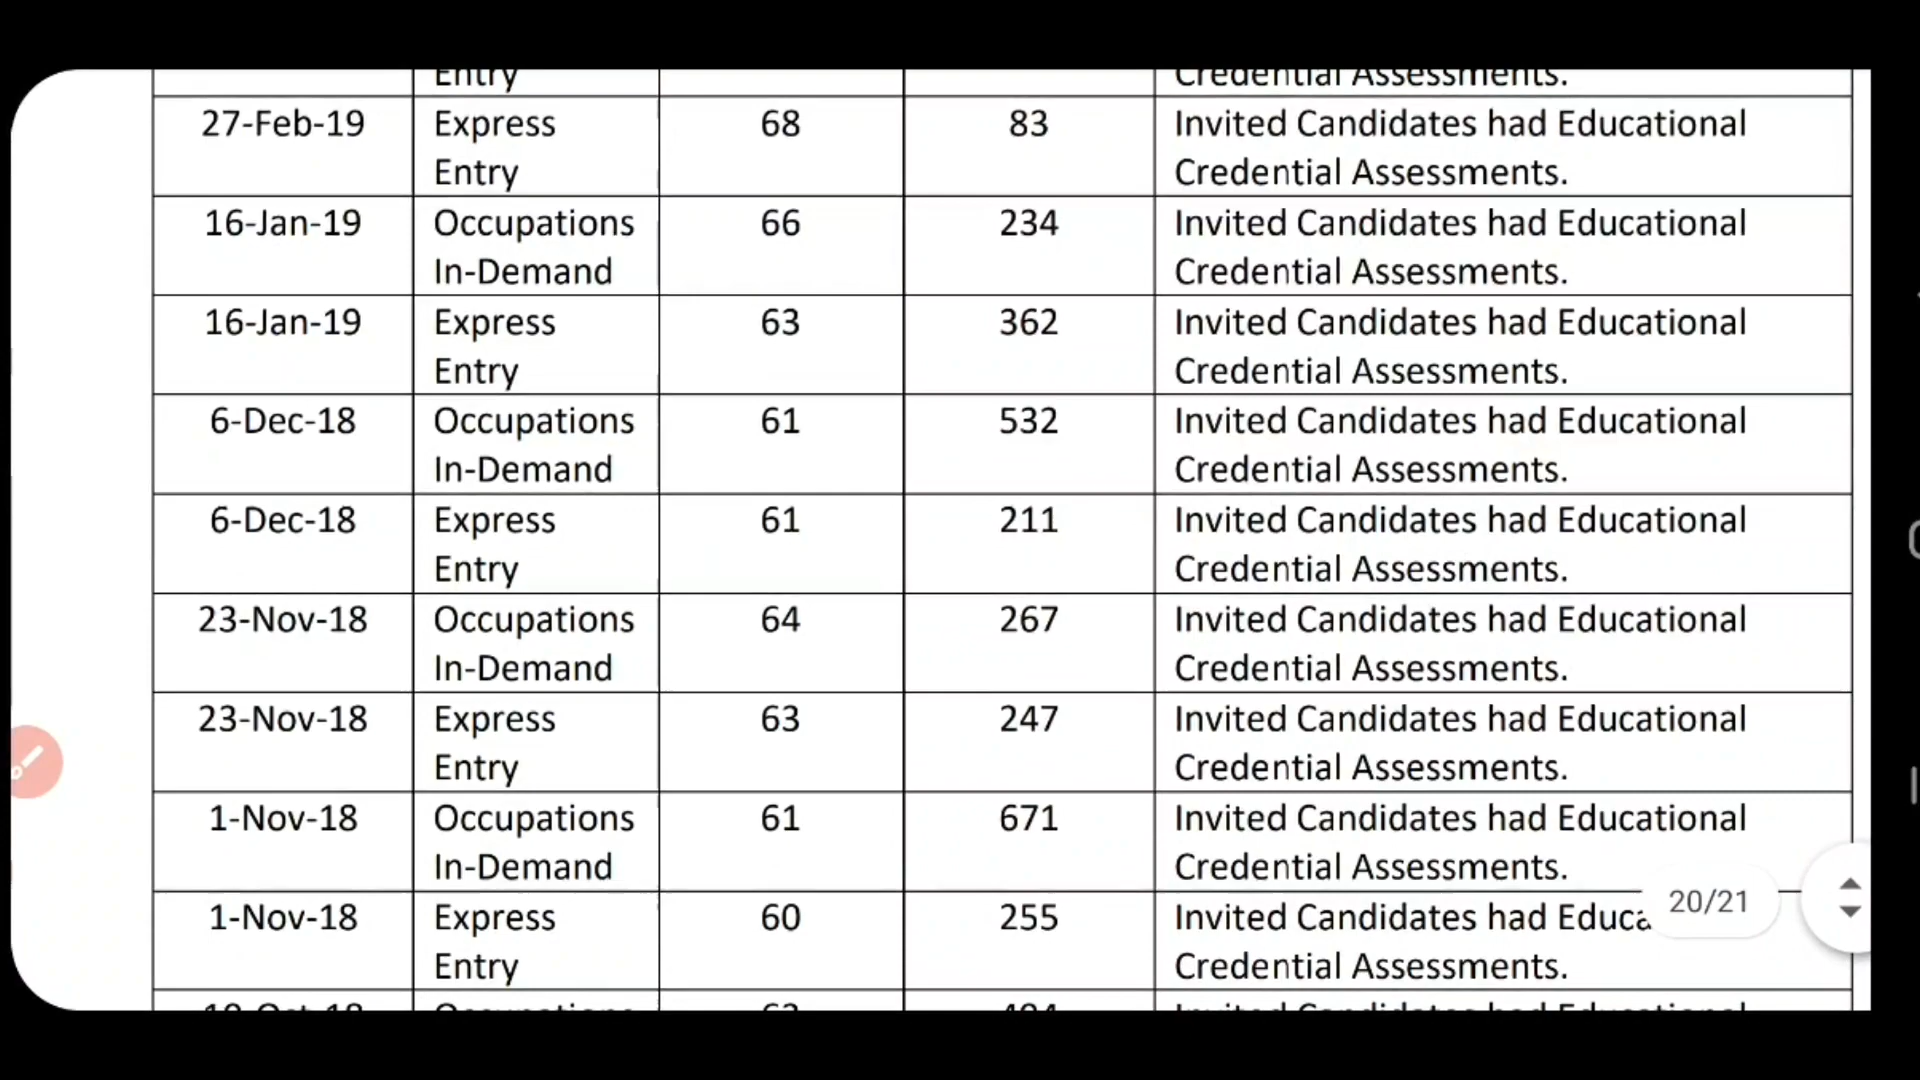 Entry Credential Assessments.
27-Feb-19 Express 68 83 Invited Candidates had Educational
Entry Credential Assessments.
16-Jan-19 Occupations 66 234 Invited Candidates had Educational
In-Demand Credential Assessments.
16-Jan-19 Express 63 362 Invited Candidates had Educational
Entry Credential Assessments.
6-Dec-18 Occupations 61 532 Invited Candidates had Educational
In-Demand Credential Assessments.
6-Dec-18 Express 61 211 Invited Candidates had Educational
Entry Credential Assessments.
23-Nov-18 Occupations 64 267 Invited Candidates had Educational
In-Demand Credential Assessments.
23-Nov-18 Express 63 247 Invited Candidates had Educational
Entry Credential Assessments.
1-Nov-18 Occupations 61 671 Invited Candidates had Educational
In-Demand Credential Assessments.
1-Nov-18 Express 60 255 Invited Candidates had Educa
Entry Credential Assessments.
20/21